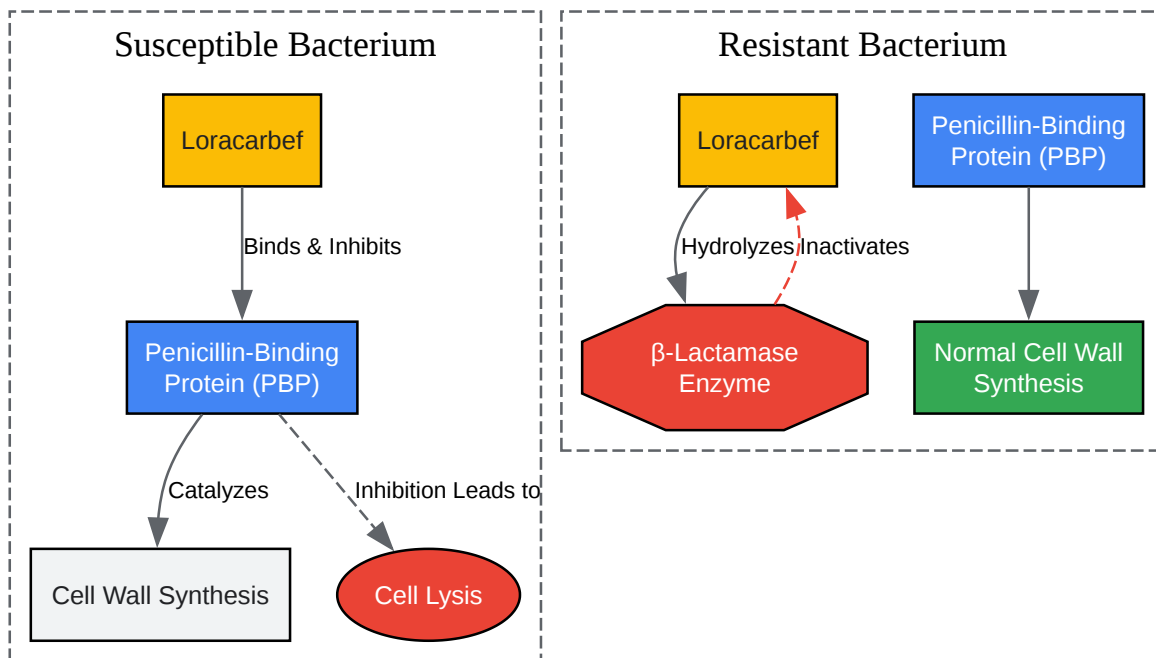 Susceptible Bacterium
Loracarbef
Binds & Inhibits
Penicillin-Binding
Protein (PBP)
Catalyzes
Inhibition Leads to
Cell Wall Synthesis
Cell Lysis
Resistant Bacterium
Loracarbef
Penicillin-Binding
Protein (PBP)
Hydrolyzes
Inactivates
β-Lactamase
Enzyme
Normal Cell Wall
Synthesis